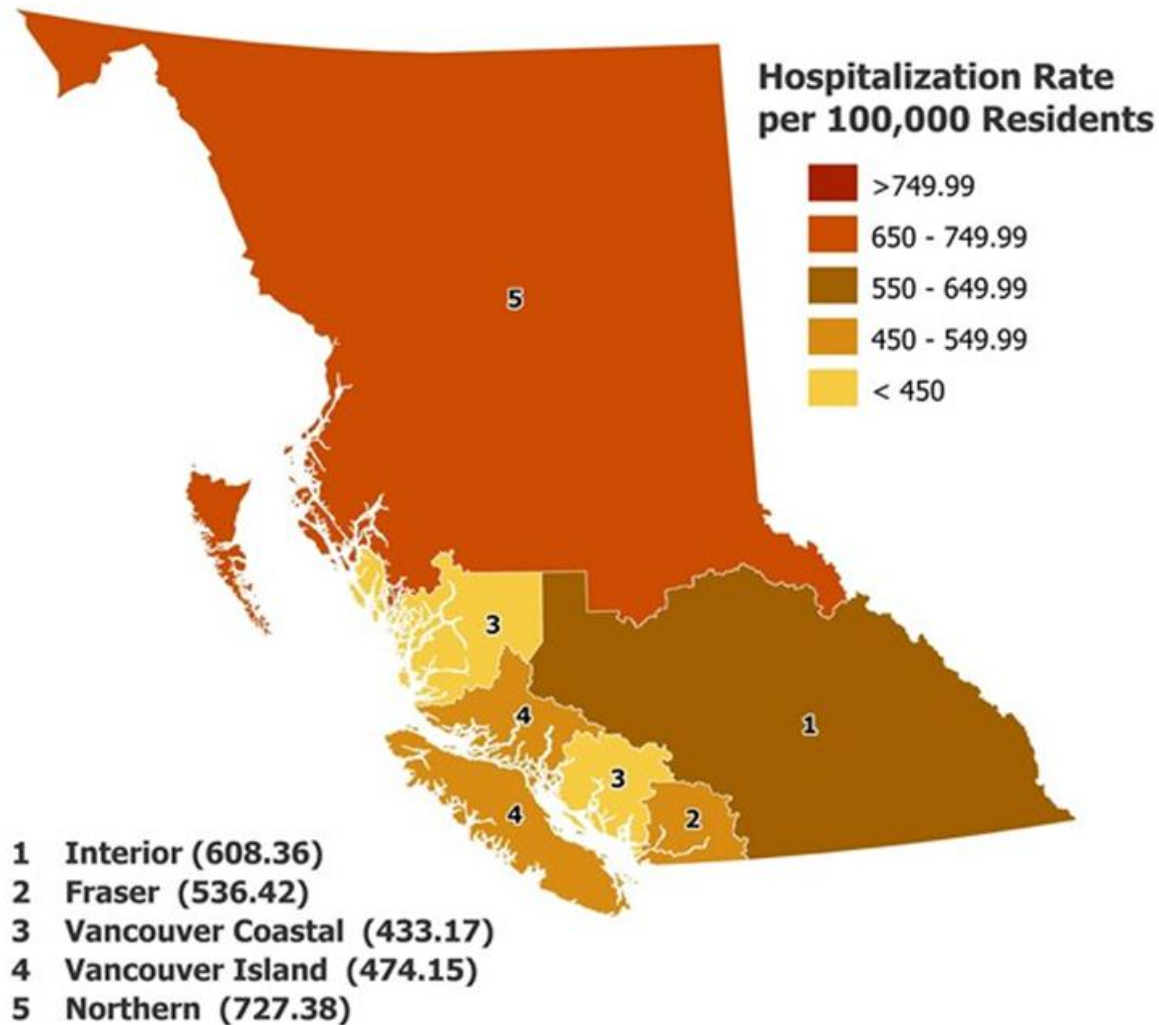 Hospitalization Rate
per 100,000 Residents
>749.99
650 - 749.99
550 - 649.99
450 - 549.99
< 450
5
3
4
1
3
4
2
1 Interior (608.36)
2 Fraser (536.42)
3 Vancouver Coastal (433.17)
4 Vancouver Island (474.15)
5 Northern (727.38)